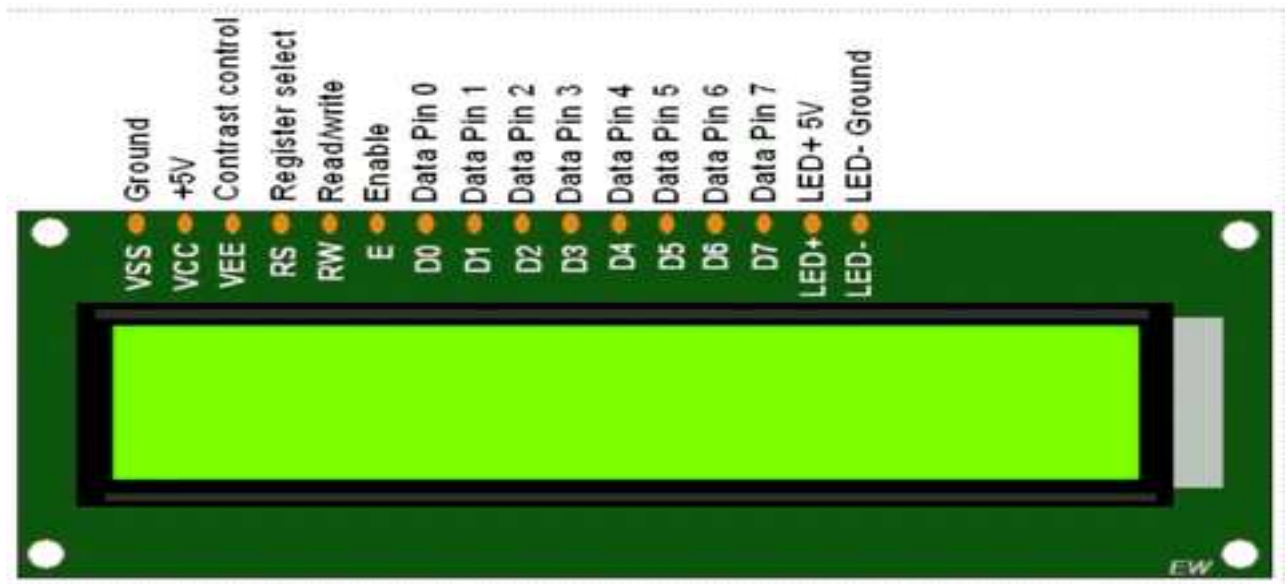 Ground
+5V
Contrast control
Register select
Read/write
Enable
Data Pin 0
Data Pin 1
Data Pin 2
Data Pin 3
Data Pin 4
Data Pin 5
Data Pin 6
Data Pin 7
LED+ 5V
LED- Ground
VSS
VCC
VEE
RS
RW
E
D0
D1
D2
D3
D4
D5
D6
D7
LED+
LED-
EW